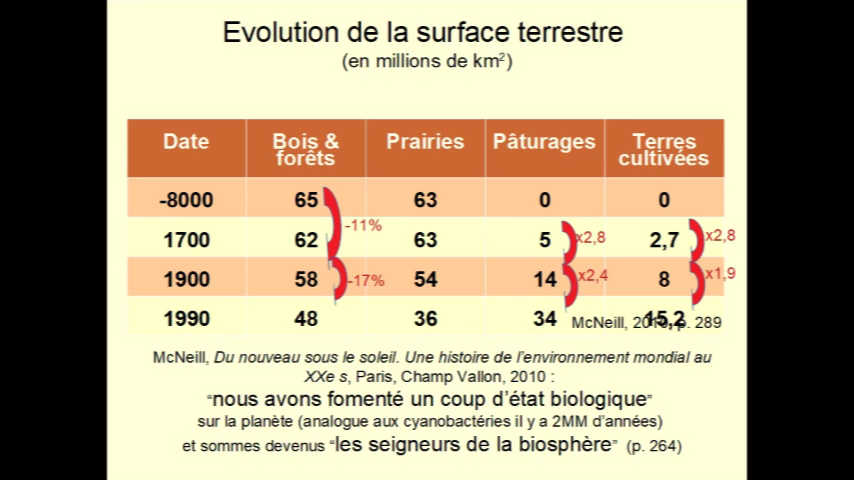 Evolution de la surface terrestre
(en millions de km²)
Date Bois & forêts Prairies Pâturages Terres cultivées
-8000 65 63 0 0
-11%
1700 62 63 5 x2,8 2,7 x2,8
1900 58 -17% 54 14 x2,4 8 x1,9
1990 48 36 34 15,2
McNeill, 2010, p. 289
McNeill, Du nouveau sous le soleil. Une histoire de l'environnement mondial au
XXe s, Paris, Champ Vallon, 2010 :
“nous avons fomenté un coup d'état biologique”
sur la planète (analogue aux cyanobactéries il y a 2MM d'années)
et sommes devenus “les seigneurs de la biosphère” (p. 264)